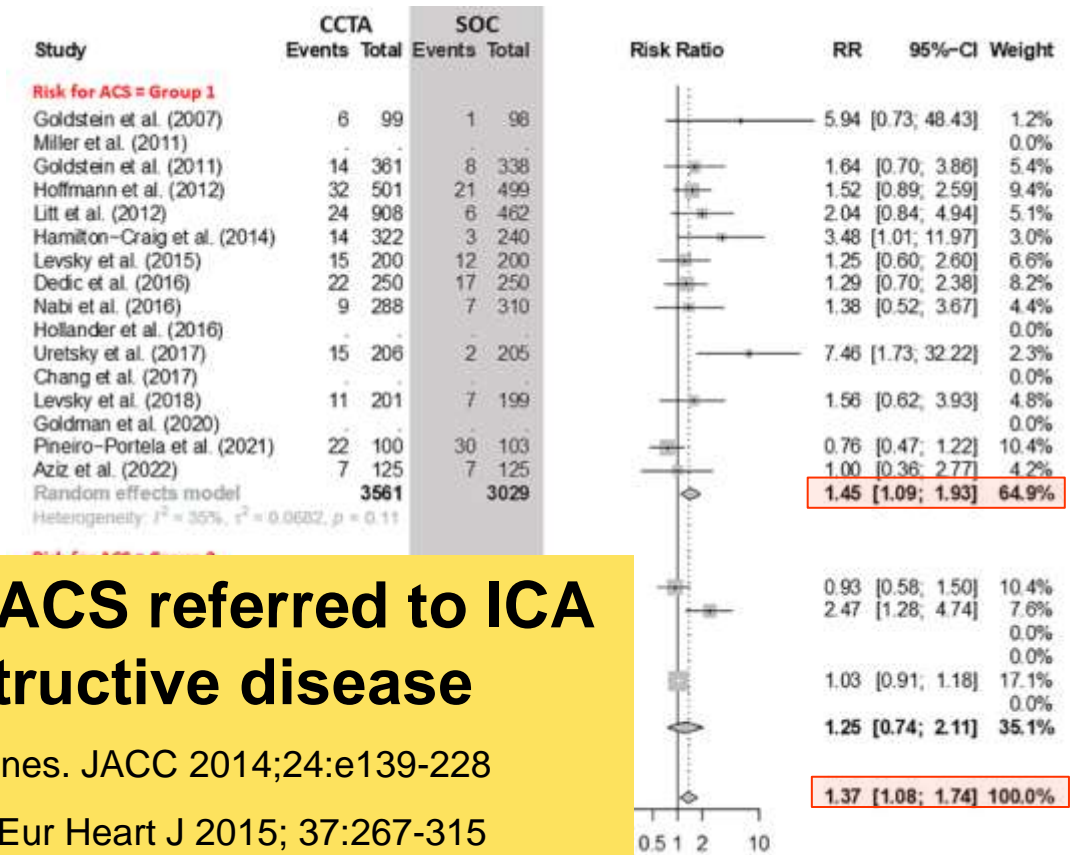 CCTA SOC
Study Events Total Events Total Risk Ratio RR 95%-CI Weight
Risk for ACS = Group 1
Goldstein et al. (2007) 6 99 1 98 5.94 [0.73; 48.43] 1.2%
Miller et al. (2011) . . . . 0.0%
Goldstein et al. (2011) 14 361 8 338 1.64 [0.70; 3.86] 5.4%
Hoffmann et al. (2012) 32 501 21 499 1.52 [0.89; 2.59] 9.4%
Litt et al. (2012) 24 908 6 462 2.04 [0.84; 4.94] 5.1%
Hamilton-Craig et al. (2014) 14 322 3 240 3.48 [1.01; 11.97] 3.0%
Levsky et al. (2015) 15 200 12 200 1.25 [0.60; 2.60] 6.6%
Dedic et al. (2016) 22 250 17 250 1.29 [0.70; 2.38] 8.2%
Nabi et al. (2016) 9 288 7 310 1.38 [0.52; 3.67] 4.4%
Hollander et al. (2016) . . . . 0.0%
Uretsky et al. (2017) 15 206 2 205 7.46 [1.73; 32.22] 2.3%
Chang et al. (2017) . . . . 0.0%
Levsky et al. (2018) 11 201 7 199 1.56 [0.62; 3.93] 4.8%
Goldman et al. (2020) . . . . 0.0%
Pineiro-Portela et al. (2021) 22 100 30 103 0.76 [0.47; 1.22] 10.4%
Aziz et al. (2022) 7 125 7 125 1.00 [0.36; 2.77] 4.2%
Random effects model 3561 3029 1.45 [1.09; 1.93] 64.9%
Heterogeneity: I² = 35%, τ² = 0.0682, p = 0.11
0.93 [0.58; 1.50] 10.4%
2.47 [1.28; 4.74] 7.6%
0.0%
0.0%
1.03 [0.91; 1.18] 17.1%
0.0%
1.25 [0.74; 2.11] 35.1%
1.37 [1.08; 1.74] 100.0%
0.5 1 2 10
ACS referred to ICA
tructive disease
nes. JACC 2014;24:e139-228
Eur Heart J 2015; 37:267-315